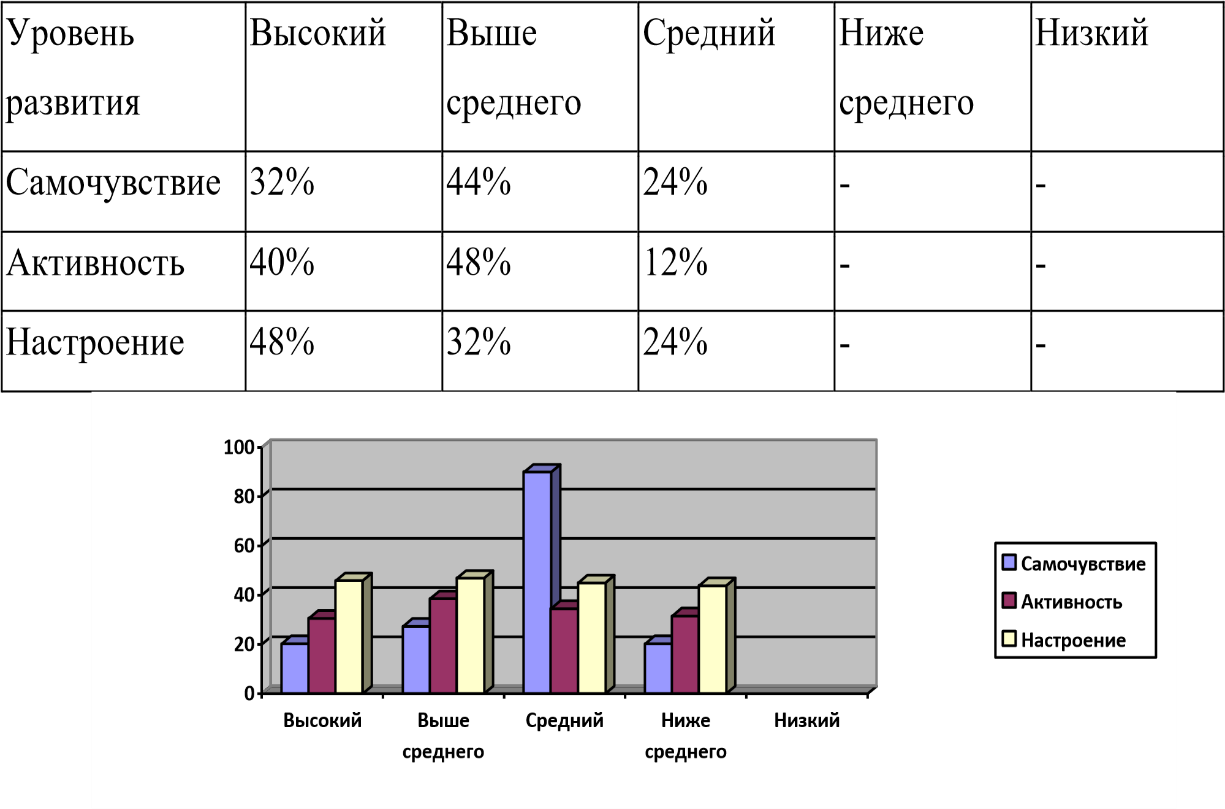 Уровень развития Высокий Выше среднего Средний Ниже среднего Низкий
Самочувствие 32% 44% 24% - -
Активность 40% 48% 12% - -
Настроение 48% 32% 24% - -
100
80
60
40
20
0
Высокий Выше среднего Средний Ниже среднего Низкий
Самочувствие
Активность
Настроение